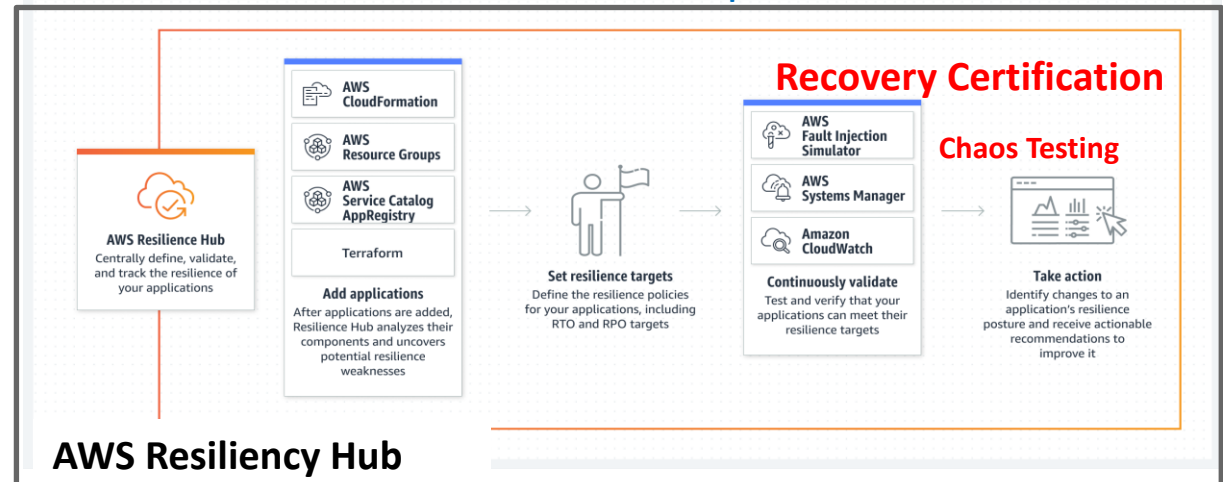 Recovery Certification
AWS
CloudFormation
AWS
Resource Groups
AWS
Service Catalog
AppRegistry
Terraform
AWS
Fault Injection
Simulator
AWS
Systems Manager
Amazon
CloudWatch
Chaos Testing
AWS Resilience Hub
Centrally define, validate,
and track the resilience of
your applications
Add applications
After applications are added,
Resilience Hub analyzes their
components and uncovers
potential resilience
weaknesses
Set resilience targets
Define the resilience policies
for your applications, including
RTO and RPO targets
Continuously validate
Test and verify that your
applications can meet their
resilience targets
Take action
Identify changes to an
application's resilience
posture and receive actionable
recommendations to
improve it
AWS Resiliency Hub